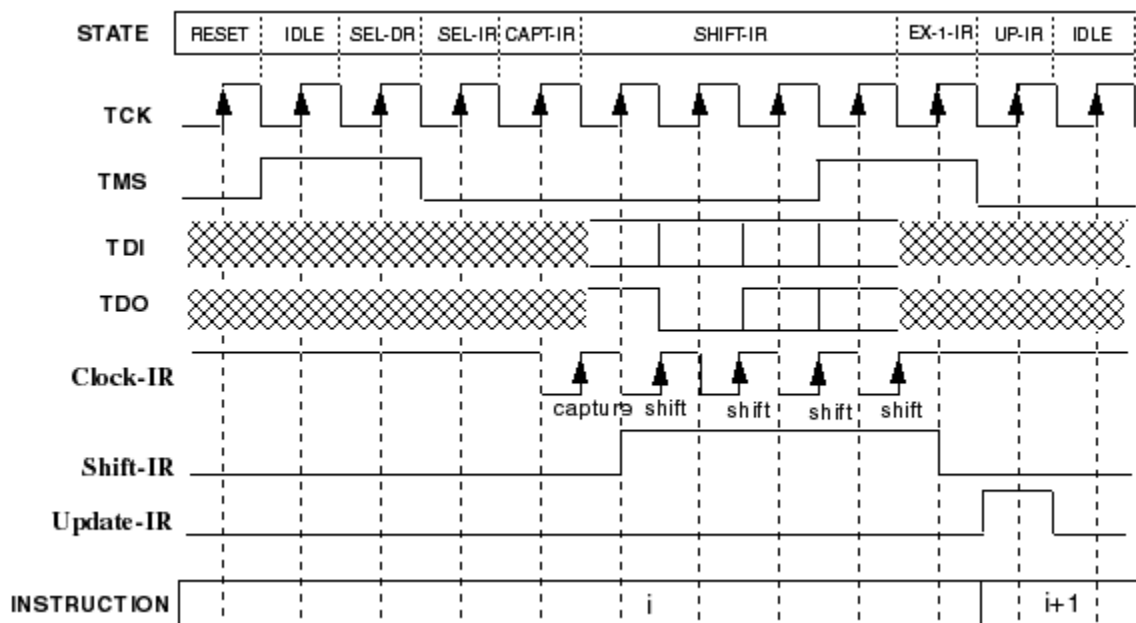 STATE RESET IDLE SEL-DR SEL-IR CAPT-IR SHIFT-IR EX-1-IR UP-IR IDLE
TCK
TMS
TDI
TDO
Clock-IR
capture shift shift shift shift
Shift-IR
Update-IR
INSTRUCTION i i+1